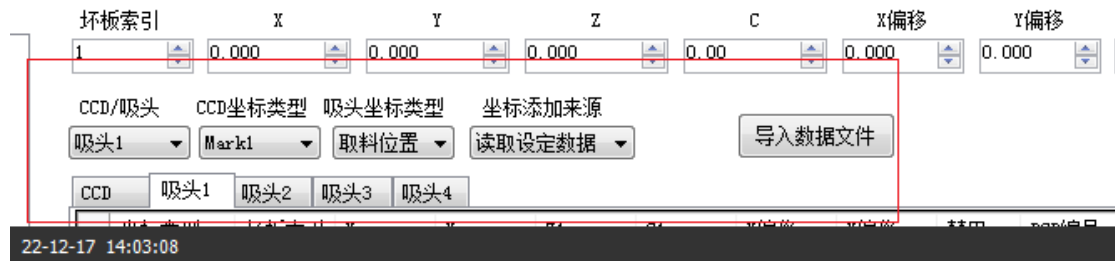 坏板索引 X Y Z C X偏移 Y偏移
1 0.000 0.000 0.000 0.00 0.000 0.000
CCD/吸头 CCD坐标类型 吸头坐标类型 坐标添加来源
吸头1 Mark1 取料位置 读取设定数据 导入数据文件
CCD 吸头1 吸头2 吸头3 吸头4
22-12-17 14:03:08